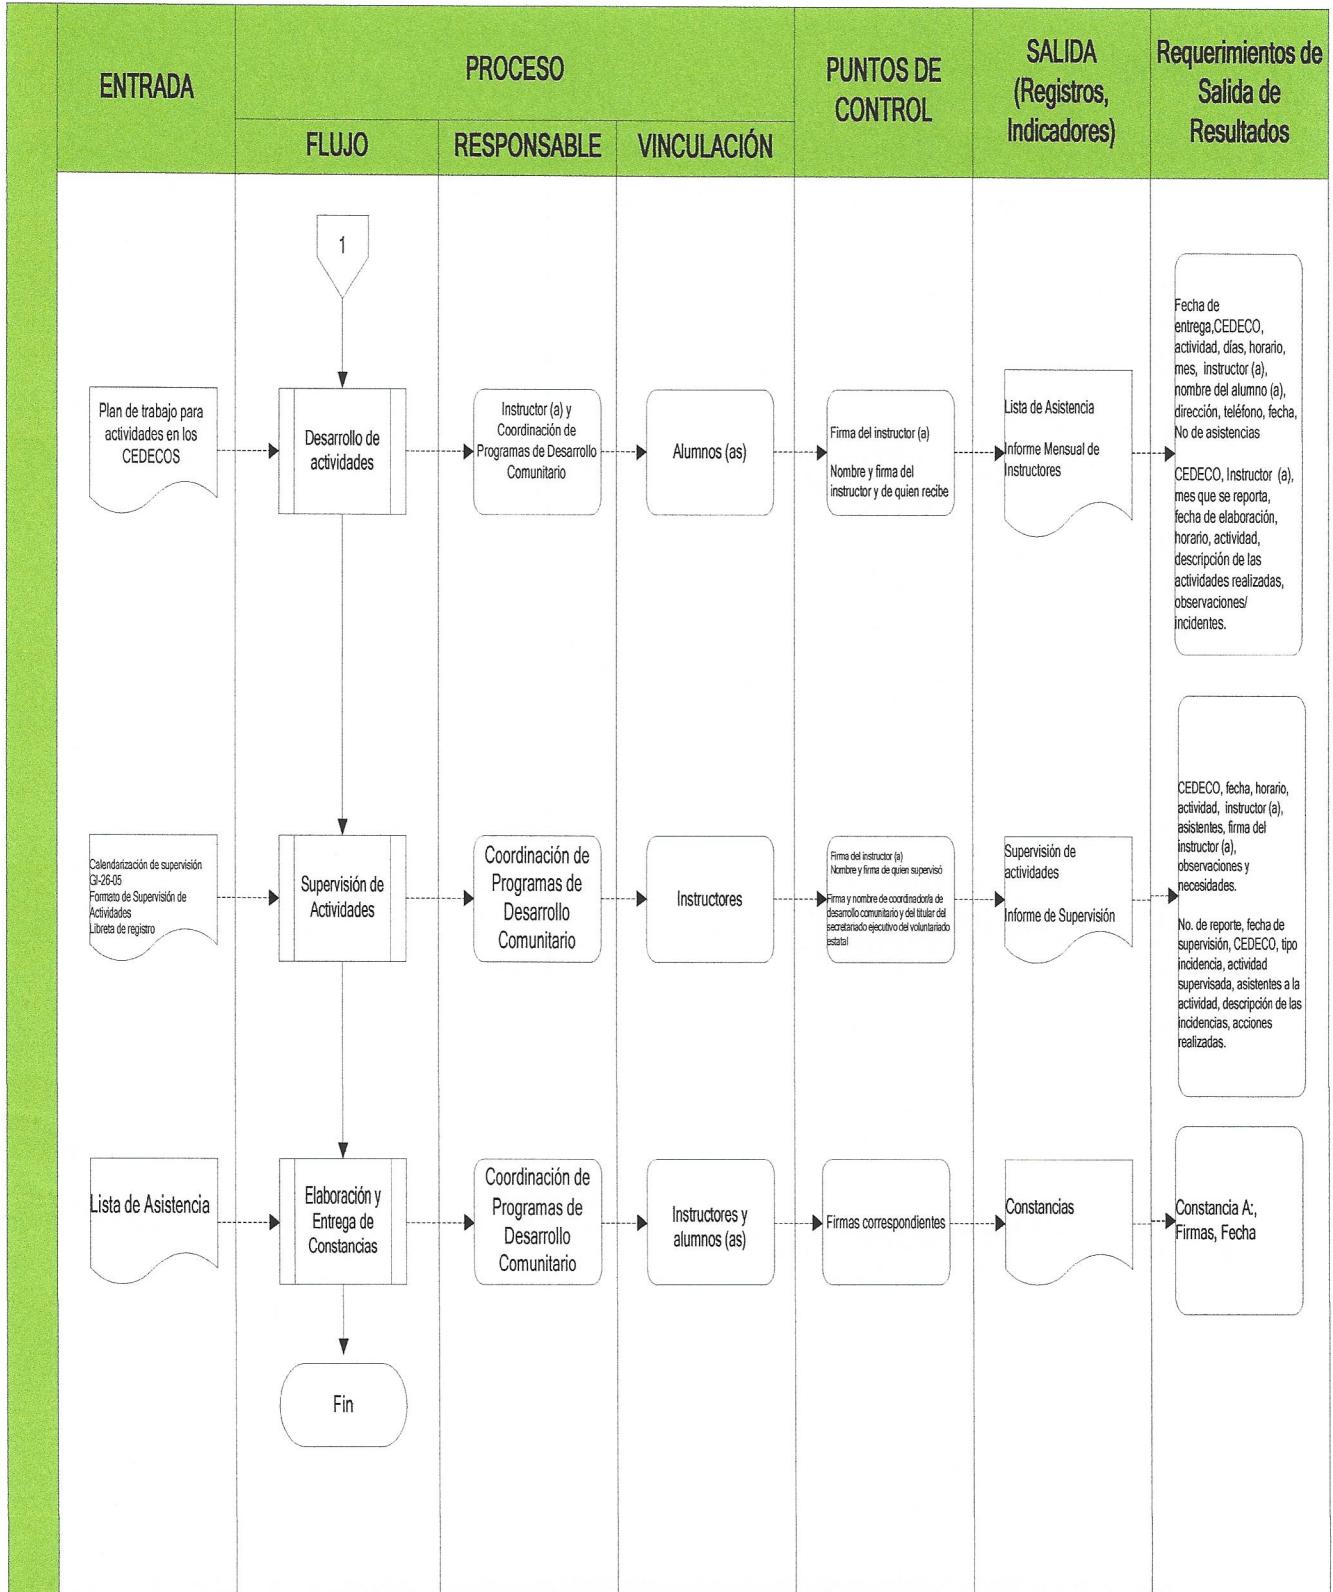 ENTRADA
PROCESO
FLUJO
RESPONSABLE
VINCULACIÓN
PUNTOS DE
CONTROL
SALIDA
(Registros,
Indicadores)
Requerimientos de
Salida de
Resultados
1
Plan de trabajo para
actividades en los
CEDECOS
Desarrollo de
actividades
Instructor (a) y
Coordinación de
Programas de Desarrollo
Comunitario
Alumnos (as)
Firma del instructor (a)
Nombre y firma del
instructor y de quien recibe
Lista de Asistencia
Informe Mensual de
Instructores
Fecha de
entrega,CEDECO,
actividad, días, horario,
mes, instructor (a),
nombre del alumno (a),
dirección, teléfono, fecha,
No de asistencias
CEDECO, Instructor (a),
mes que se reporta,
fecha de elaboración,
horario, actividad,
descripción de las
actividades realizadas,
observaciones/
incidentes.
Calendarización de supervisión
GI-26-05
Formato de Supervisión de
Actividades
Libreta de registro
Supervisión de
Actividades
Coordinación de
Programas de
Desarrollo
Comunitario
Instructores
Firma del instructor (a)
Nombre y firma de quien supervisó
Firma y nombre de coordinador/a de
desarrollo comunitario y del titular del
secretariado ejecutivo del voluntariado
estatal
Supervisión de
actividades
Informe de Supervisión
CEDECO, fecha, horario,
actividad, instructor (a),
asistentes, firma del
instructor (a),
observaciones y
necesidades.
No. de reporte, fecha de
supervisión, CEDECO, tipo
incidencia, actividad
supervisada, asistentes a la
actividad, descripción de las
incidencias, acciones
realizadas.
Lista de Asistencia
Elaboración y
Entrega de
Constancias
Coordinación de
Programas de
Desarrollo
Comunitario
Instructores y
alumnos (as)
Firmas correspondientes
Constancias
Constancia A:,
Firmas, Fecha
Fin